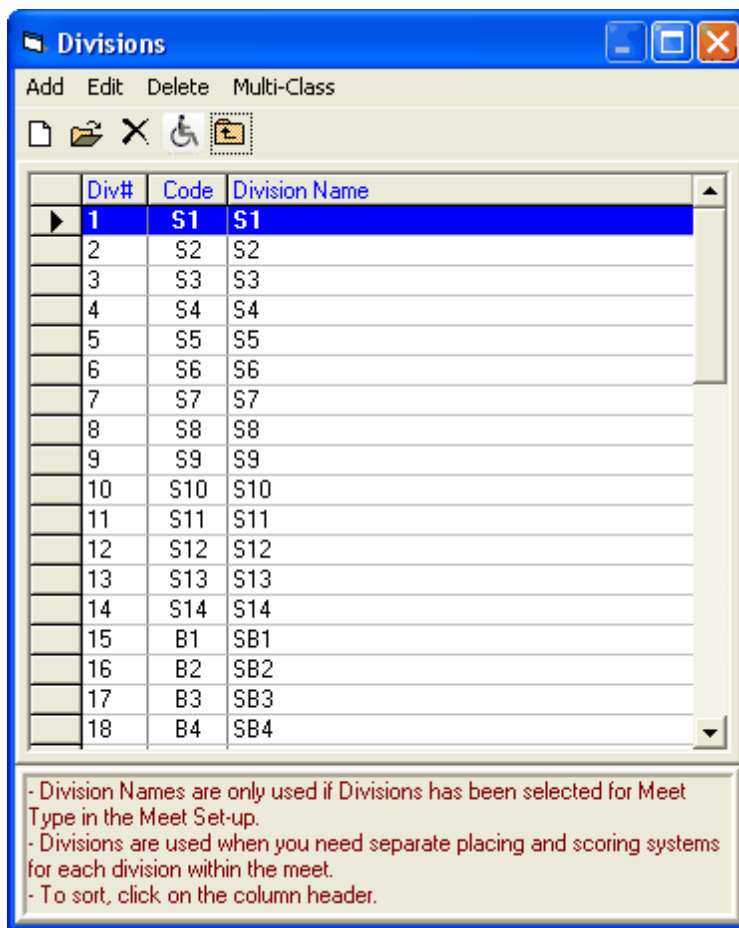 Divisions
Add Edit Delete Multi-Class
Div# Code Division Name
1 S1 S1
2 S2 S2
3 S3 S3
4 S4 S4
5 S5 S5
6 S6 S6
7 S7 S7
8 S8 S8
9 S9 S9
10 S10 S10
11 S11 S11
12 S12 S12
13 S13 S13
14 S14 S14
15 B1 SB1
16 B2 SB2
17 B3 SB3
18 B4 SB4
- Division Names are only used if Divisions has been selected for Meet
Type in the Meet Set-up.
- Divisions are used when you need separate placing and scoring systems
for each division within the meet.
- To sort, click on the column header.